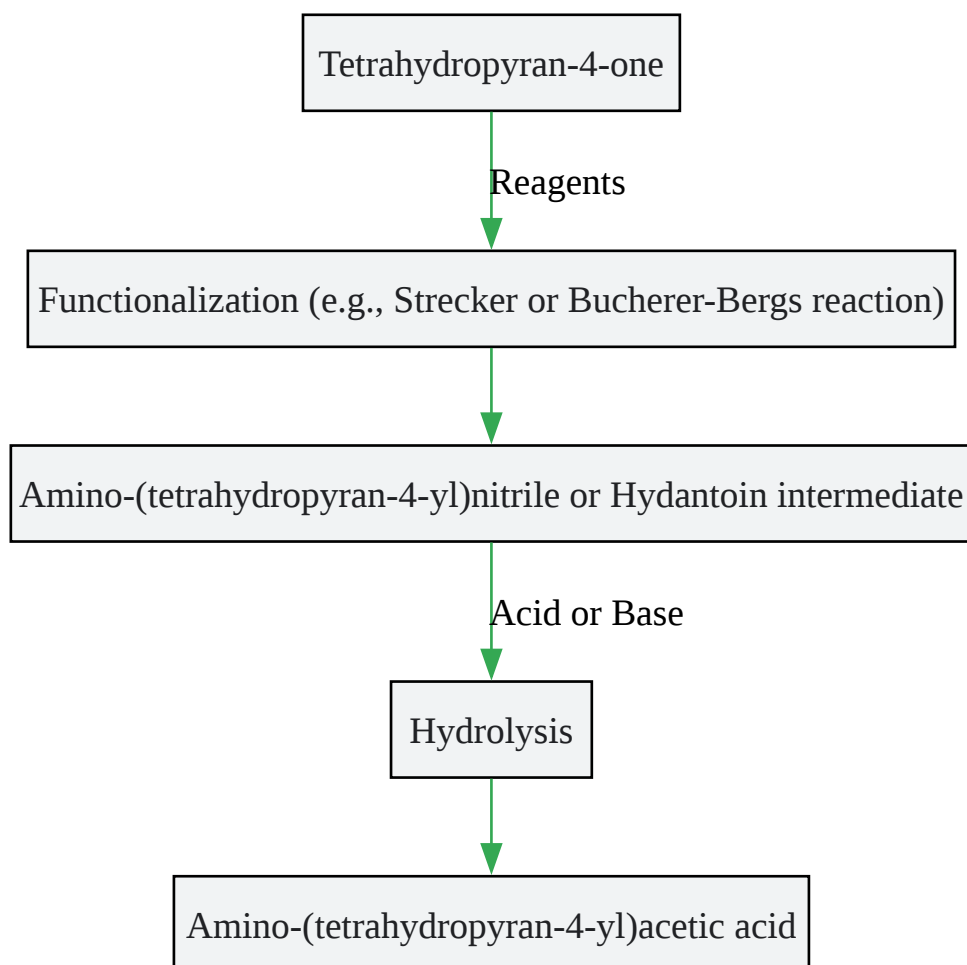 Tetrahydropyran-4-one
Reagents
Functionalization (e.g., Strecker or Bucherer-Bergs reaction)
Amino-(tetrahydropyran-4-yl)nitrile or Hydantoin intermediate
Acid or Base
Hydrolysis
Amino-(tetrahydropyran-4-yl)acetic acid